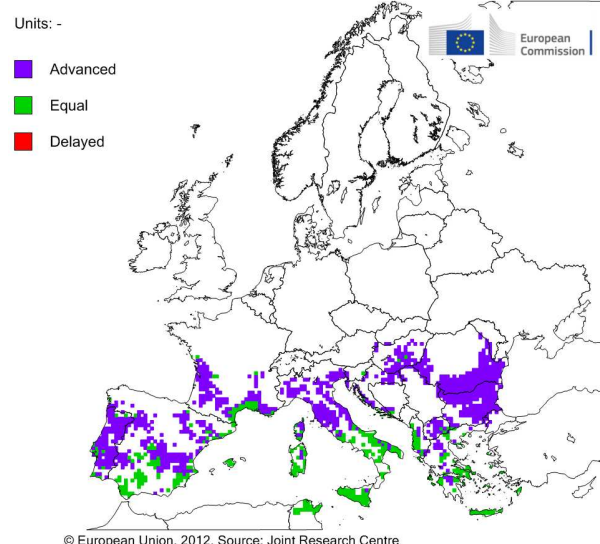 Units: -
Advanced
Equal
Delayed
European
Commission
© European Union, 2012. Source: Joint Research Centre